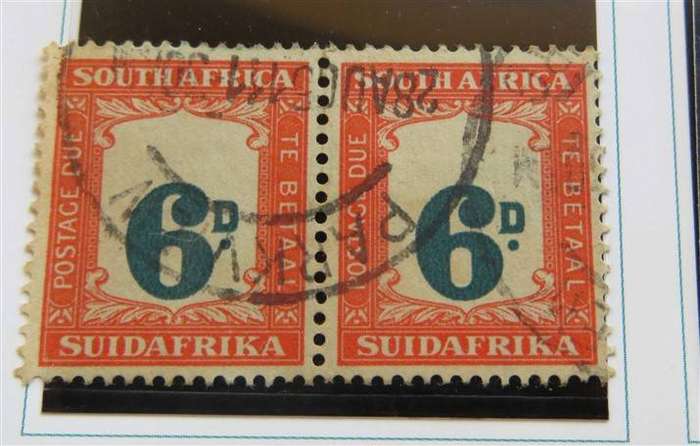 SOUTH AFRICA
POSTAGE DUE
6D.
TE BETAAL
SUIDAFRIKA
SOUTH AFRICA
POSTAGE DUE
6D.
TE BETAAL
SUIDAFRIKA